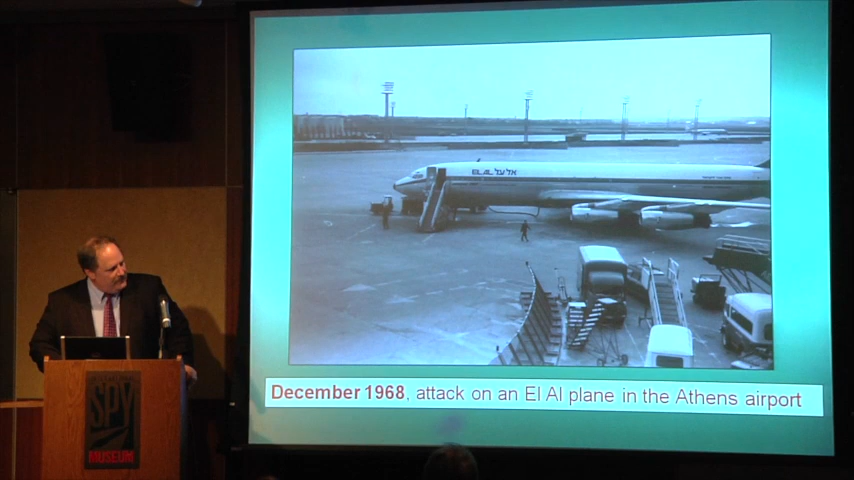 EL AL אל על
December 1968, attack on an El Al plane in the Athens airport
SPY
MUSEUM